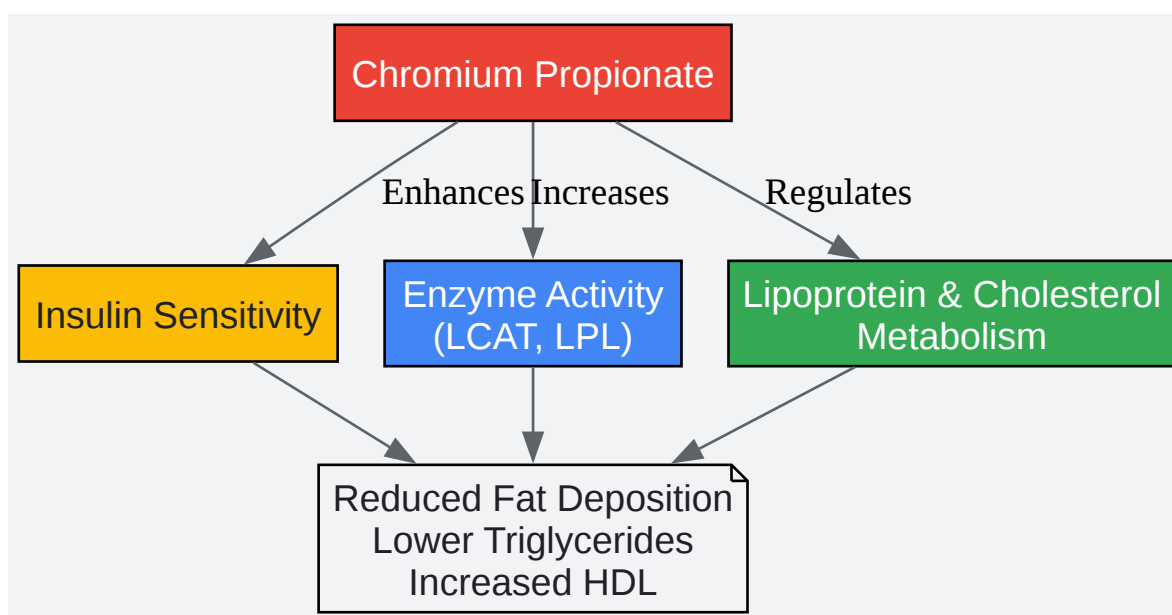 Chromium Propionate
Enhances
Increases
Regulates
Insulin Sensitivity
Enzyme Activity
(LCAT, LPL)
Lipoprotein & Cholesterol
Metabolism
Reduced Fat Deposition
Lower Triglycerides
Increased HDL